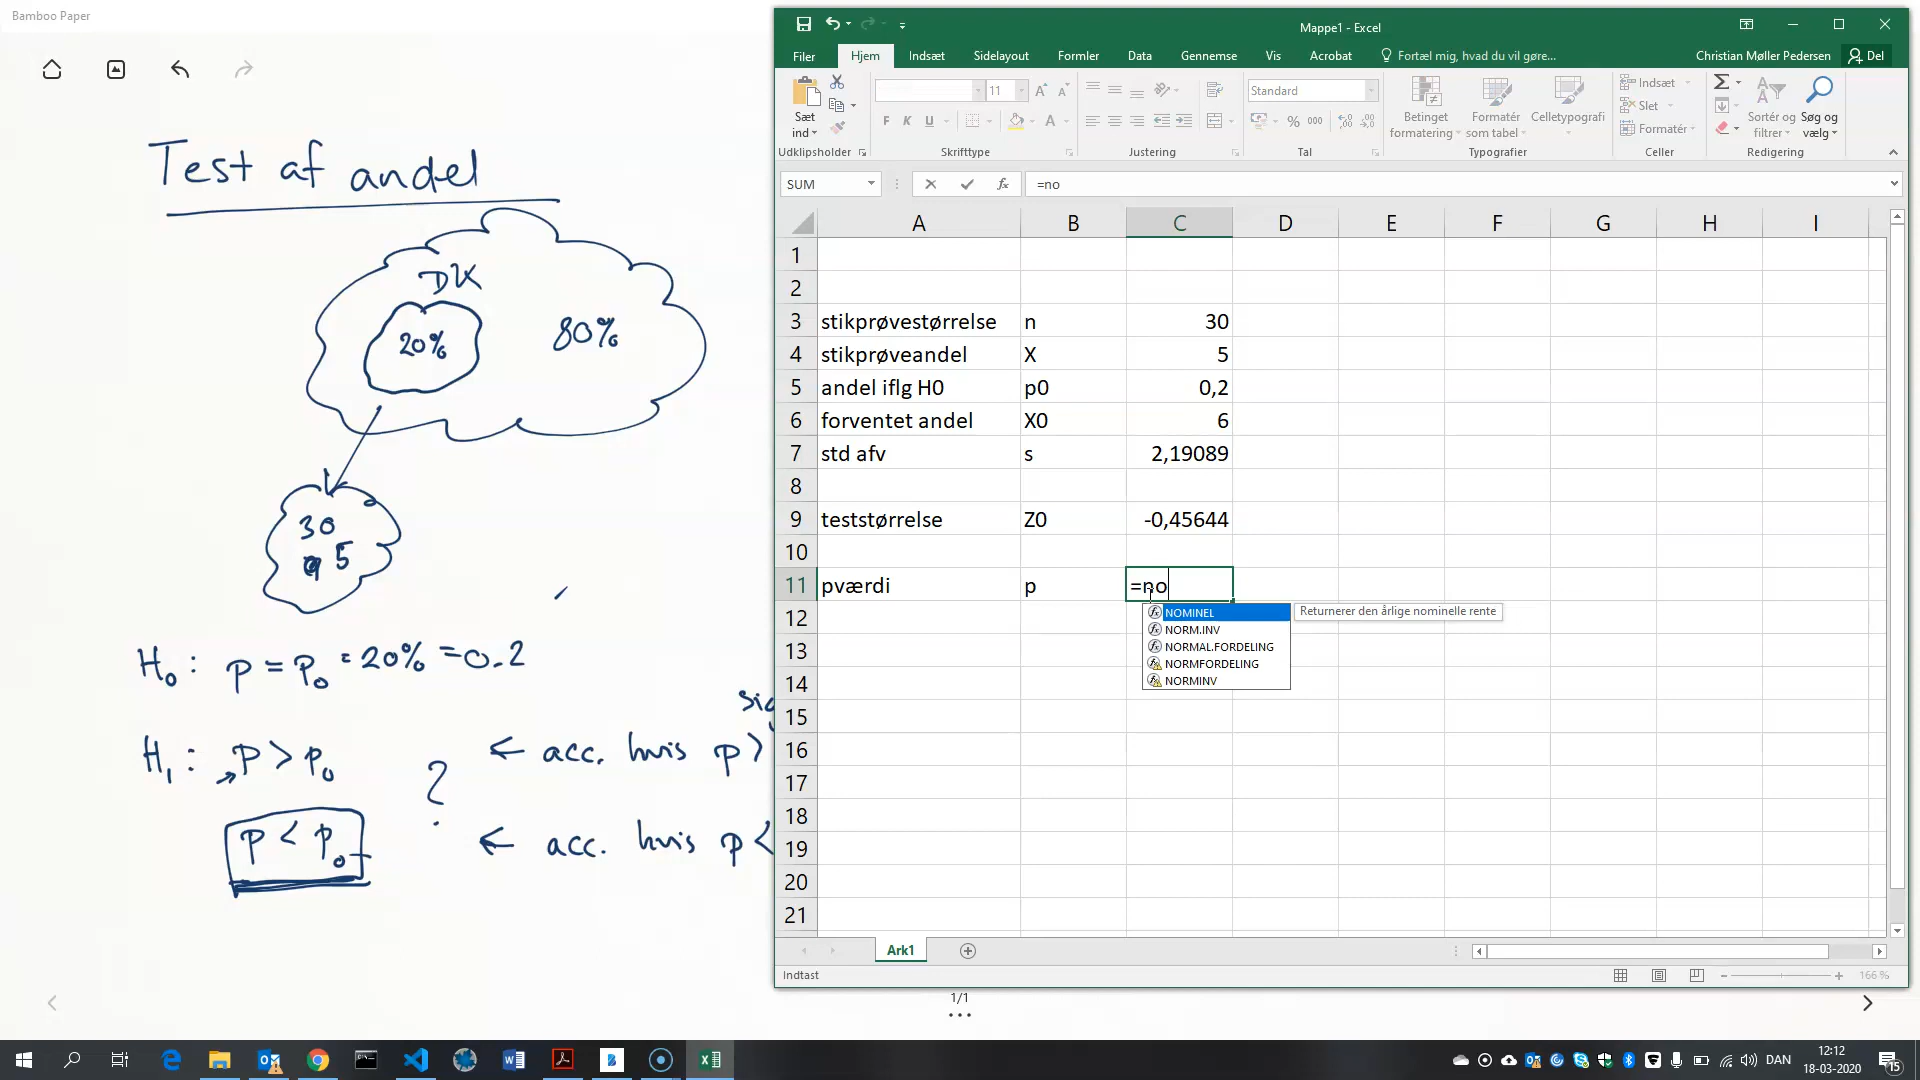 Bamboo Paper
Test af andel
DK
20%
80%
30
5
H0 : p = p0 = 20% = 0.2
H1 : p > p0
?
← acc. hvis p >
p < p0
← acc. hvis p <
Mappe1 - Excel
Filer
Hjem
Indsæt
Sidelayout
Formler
Data
Gennemse
Vis
Acrobat
Fortæl mig, hvad du vil gøre...
Christian Møller Pedersen
Del
Sæt
ind
Udklipsholder
11
F K U
Skrifttype
Justering
Standard
% 000
Tal
Betinget
formatering
Formatér
som tabel
Celletypografi
Typografier
Indsæt
Slet
Formatér
Celler
Sortér og
filtrer
Søg og
vælg
Redigering
SUM
fx
=no
A B C D E F G H I
1
2
3 stikprøvestørrelse n 30
4 stikprøveandel X 5
5 andel iflg H0 p0 0,2
6 forventet andel X0 6
7 std afv s 2,19089
8
9 teststørrelse Z0 -0,45644
10
11 pværdi p =no
12
13
14
15
16
17
18
19
20
21
NOMINEL
NORM.INV
NORMAL.FORDELING
NORMFORDELING
NORMINV
Returnerer den årlige nominelle rente
Ark1
Indtast
166 %
1/1
DAN
12:12
18-03-2020
15